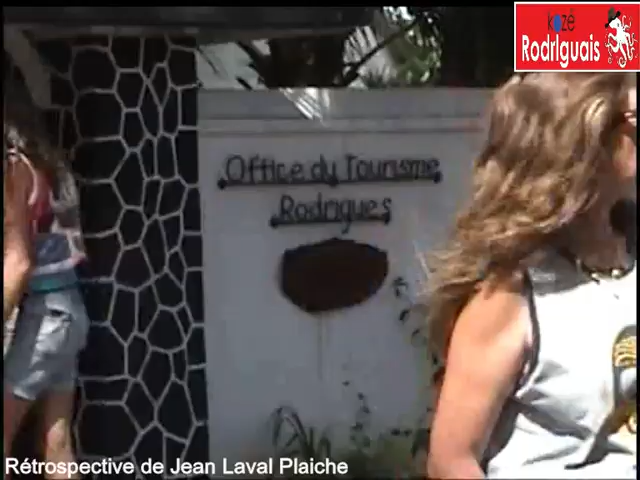 kozé
RodrIguais
Office du Tourisme
Rodrigues
Rétrospective de Jean Laval Plaiche